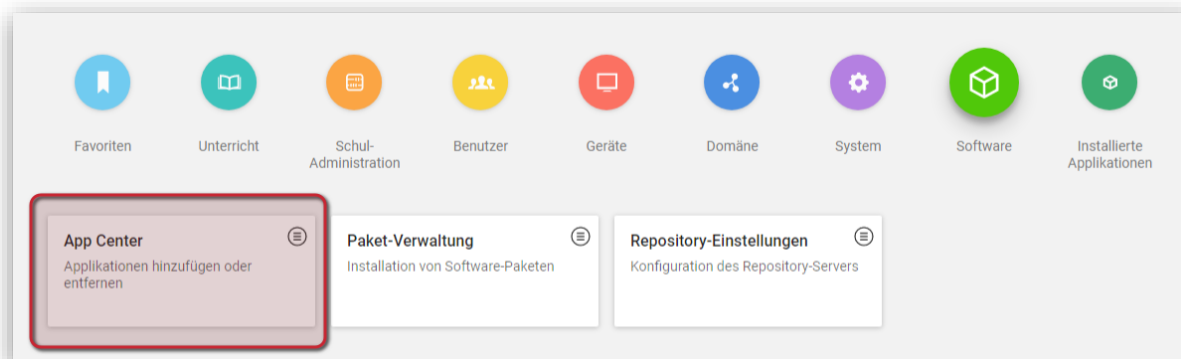 Favoriten
Unterricht
Schul-
Administration
Benutzer
Geräte
Domäne
System
Software
Installierte
Applikationen
App Center
Applikationen hinzufügen oder
entfernen
Paket-Verwaltung
Installation von Software-Paketen
Repository-Einstellungen
Konfiguration des Repository-Servers